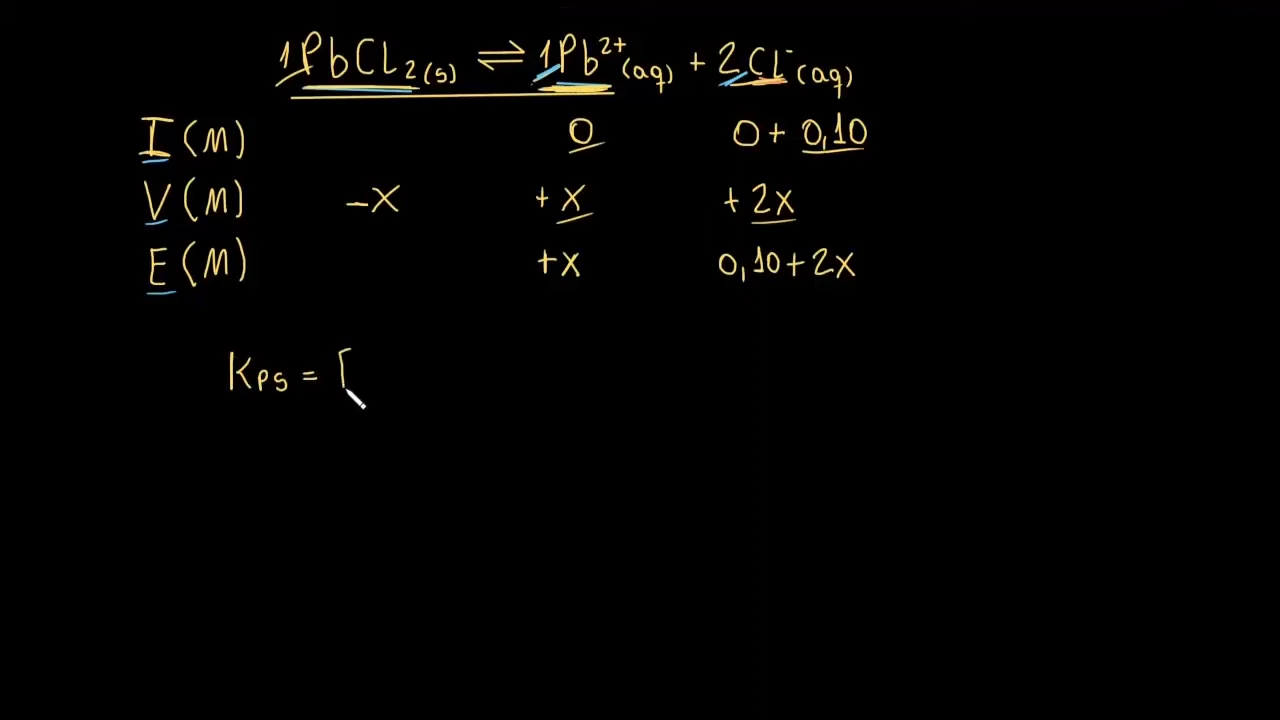 1PbCl₂(s) ⇌ 1Pb²⁺(aq) + 2Cl⁻(aq)
I (M) 0 0 + 0,10
V (M) -X +X +2X
E (M) +X 0,10+2X
Kps = [